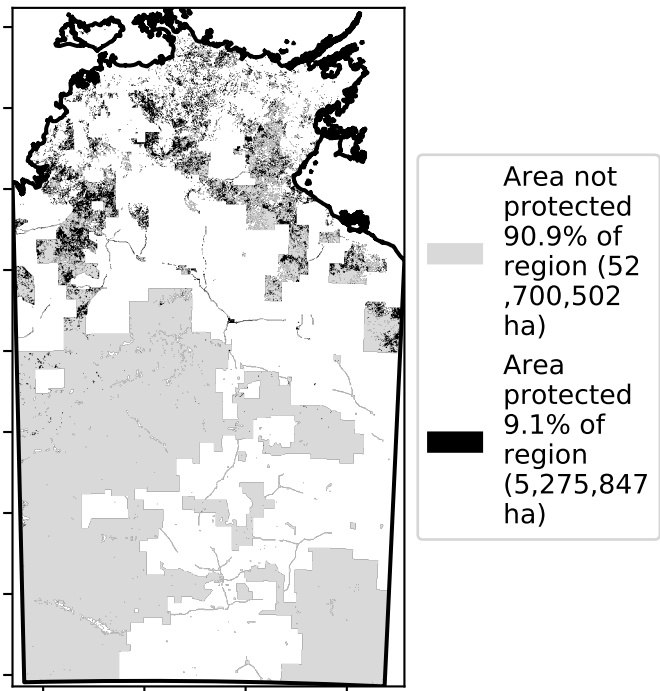 Area not
protected
90.9% of
region (52
,700,502
ha)
Area
protected
9.1% of
region
(5,275,847
ha)